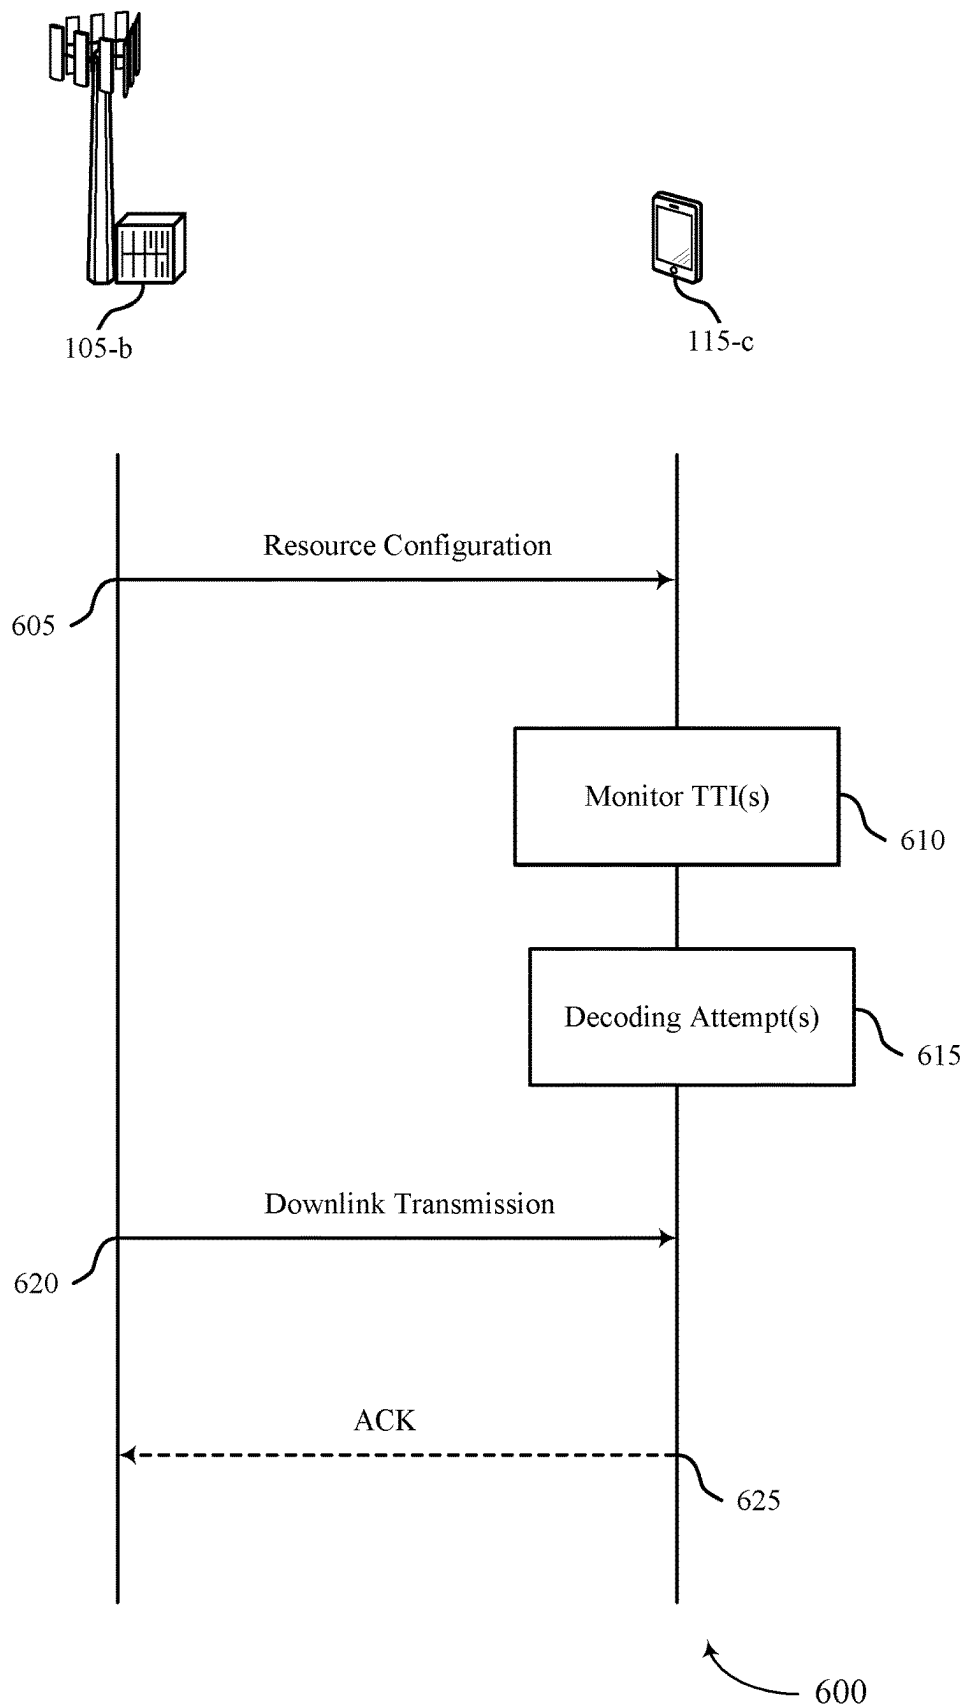 105-b
115-c
Resource Configuration
605
Monitor TTI(s)
610
Decoding Attempt(s)
615
Downlink Transmission
620
ACK
625
600